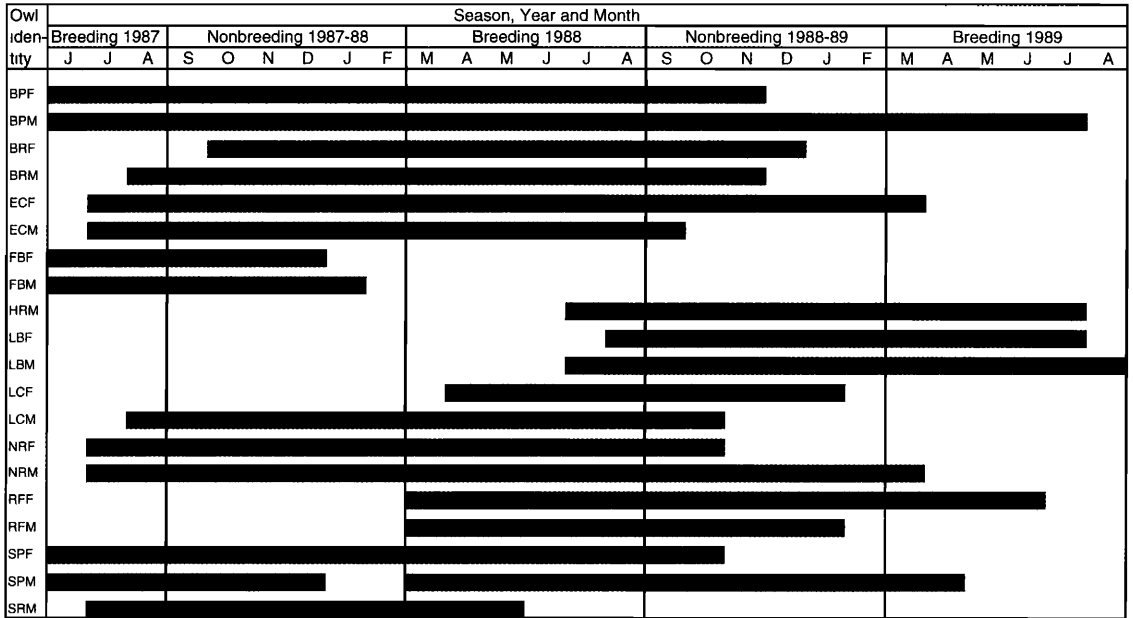 Owl Season, Year and Month
iden- Breeding 1987 Nonbreeding 1987-88 Breeding 1988 Nonbreeding 1988-89 Breeding 1989
tity J J A S O N D J F M A M J J A S O N D J F M A M J J A
BPF
BPM
BRF
BRM
ECF
ECM
FBF
FBM
HRM
LBF
LBM
LCF
LCM
NRF
NRM
RFF
RFM
SPF
SPM
SRM